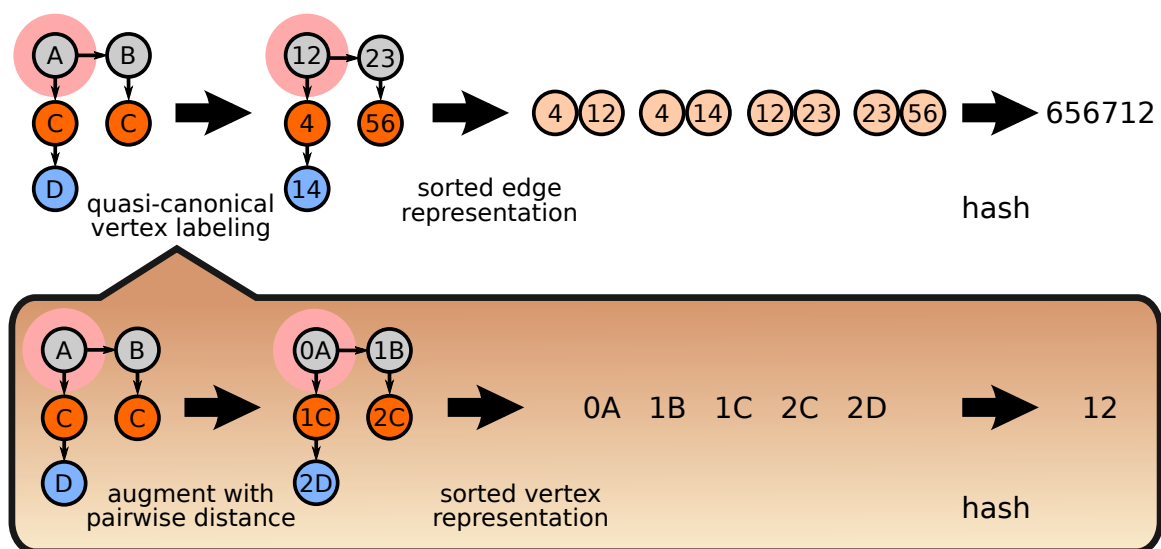 A B 12 23
C C 4 56 4 12 4 14 12 23 23 56 656712
D 14
quasi-canonical
vertex labeling
sorted edge
representation
hash
A B 0A 1B
C C 1C 2C 0A 1B 1C 2C 2D 12
D 2D
augment with
pairwise distance
sorted vertex
representation
hash